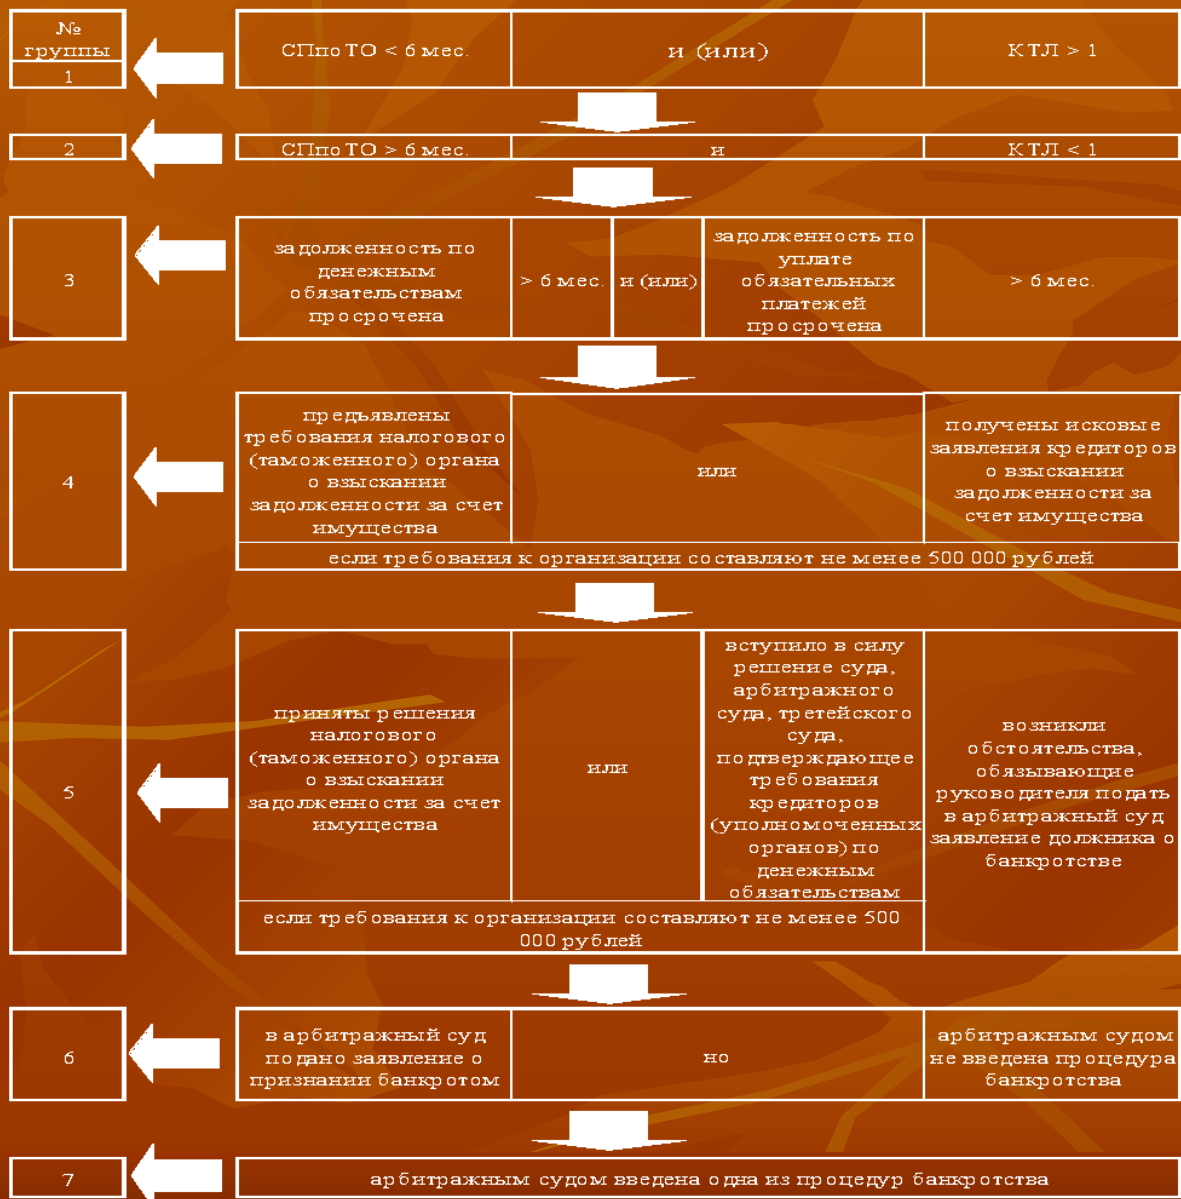 №
группы
1
СПпоТО < 6 мес.
и (или)
КТЛ > 1
2
СПпоТО > 6 мес.
и
КТЛ < 1
3
задолженность по
денежным
обязательствам
просрочена
> 6 мес.
и (или)
задолженность по
уплате
обязательных
платежей
просрочена
> 6 мес.
4
предъявлены
требования налогового
(таможенного) органа
о взыскании
задолженности за счет
имущества
или
получены исковые
заявления кредиторов
о взыскании
задолженности за
счет имущества
если требования к организации составляют не менее 500 000 рублей
5
приняты решения
налогового
(таможенного) органа
о взыскании
задолженности за счет
имущества
или
вступило в силу
решение суда,
арбитражного
суда, третейского
суда,
подтверждающее
требования
кредиторов
(уполномоченных
органов) по
денежным
обязательствам
возникли
обстоятельства,
обязывающие
руководителя подать
в арбитражный суд
заявление должника о
банкротстве
если требования к организации составляют не менее 500
000 рублей
6
в арбитражный суд
подано заявление о
признании банкротом
но
арбитражным судом
не введена процедура
банкротства
7
арбитражным судом введена одна из процедур банкротства